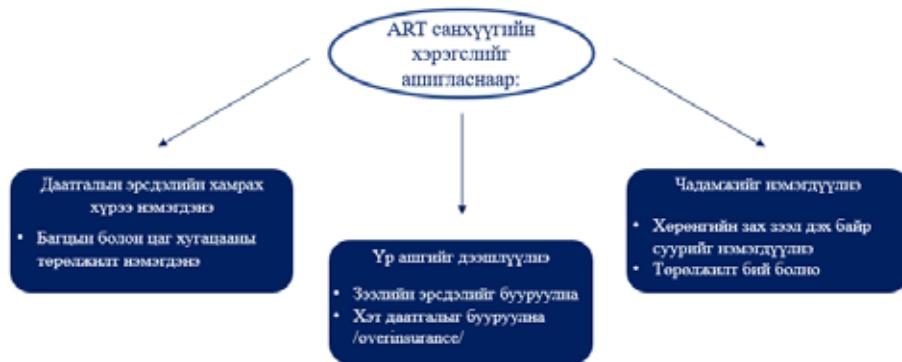 ART санхүүгийн
хэрэгслийг
ашигласнаар:
Даатгалын эрсдэлийн хамрах
хүрээ нэмэгдэнэ
• Багцын болон цаг хугацааны
төрөлжилт нэмэгдэнэ
Үр ашгийг дээшлүүлнэ
• Зээлийн эрсдэлийг бууруулна
• Хэт даатгалыг бууруулна
/overinsurance/
Чадамжийг нэмэгдүүлнэ
• Хөрөнгийн зах зээл дэх байр
суурийг нэмэгдүүлнэ
• Төрөлжилт бий болно